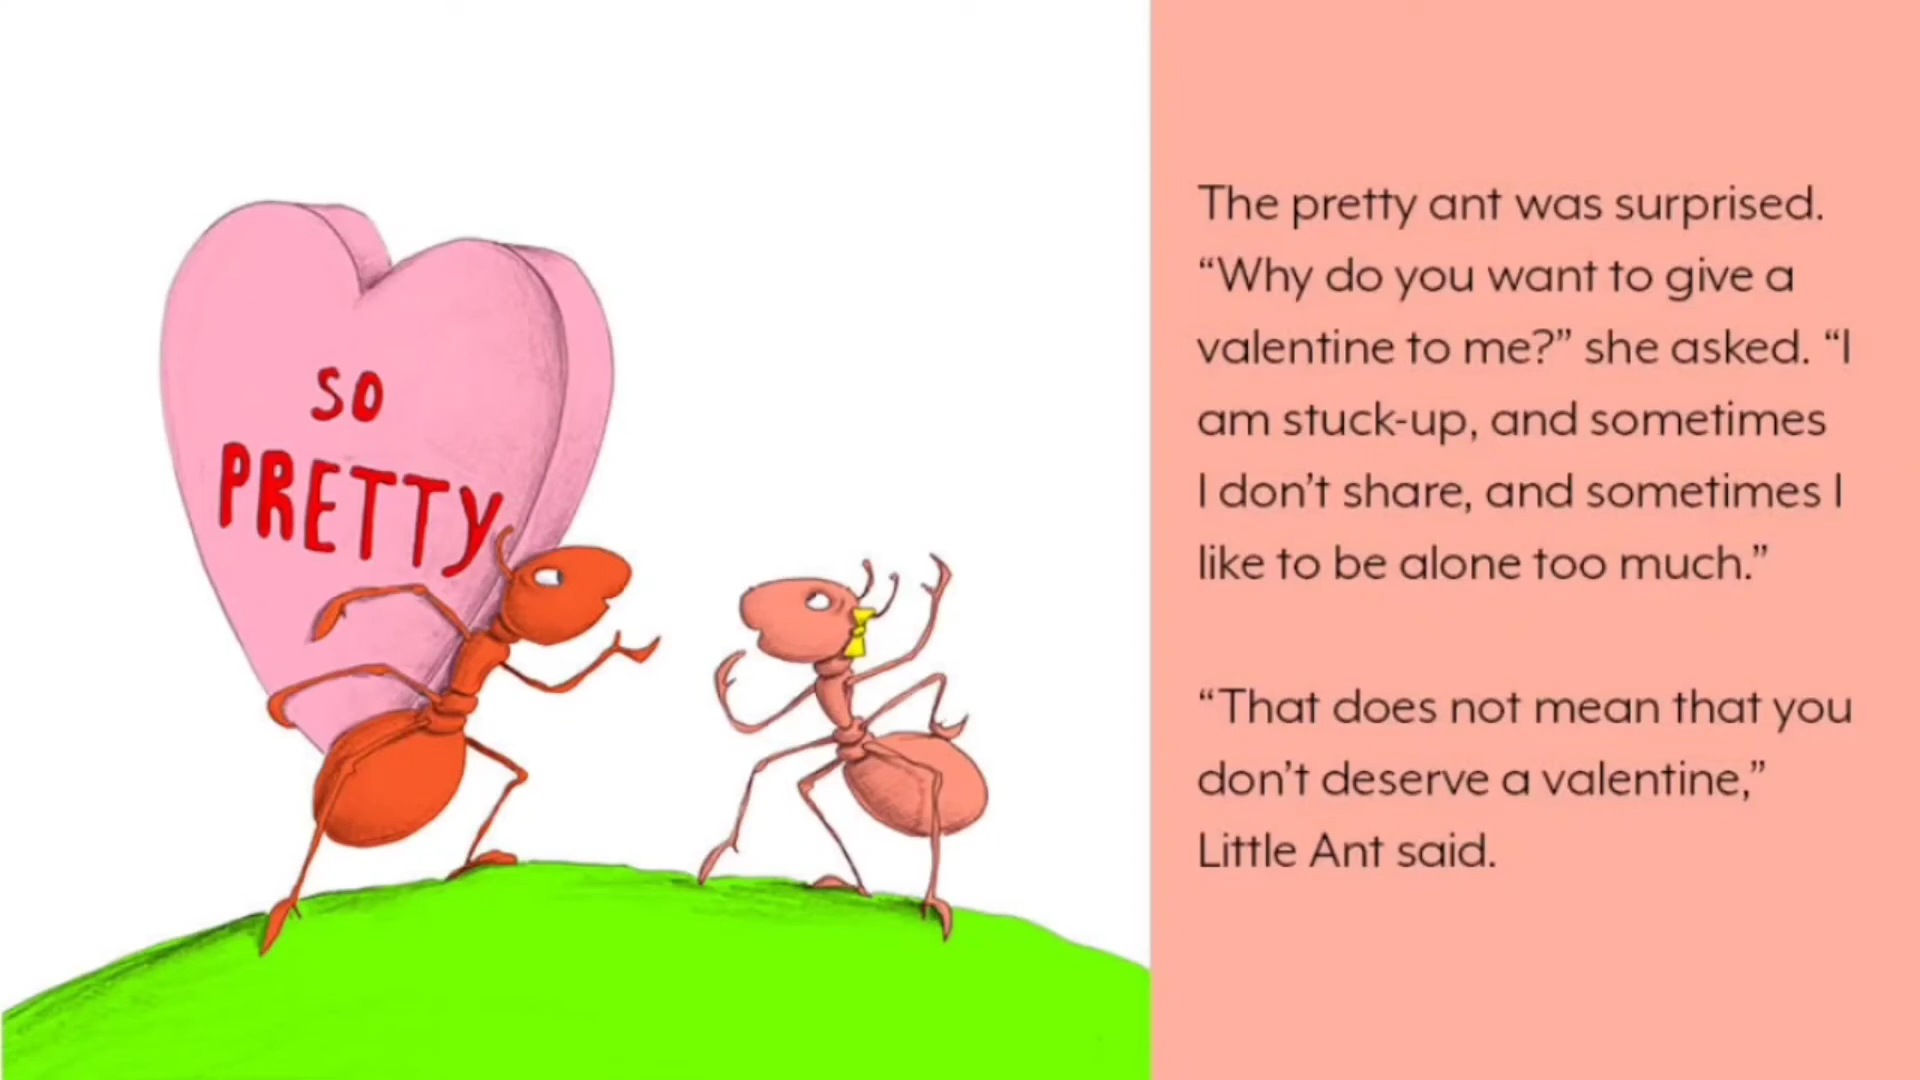 SO
PRETTY
The pretty ant was surprised.
“Why do you want to give a
valentine to me?” she asked. “I
am stuck-up, and sometimes
I don’t share, and sometimes I
like to be alone too much.”
“That does not mean that you
don’t deserve a valentine,”
Little Ant said.